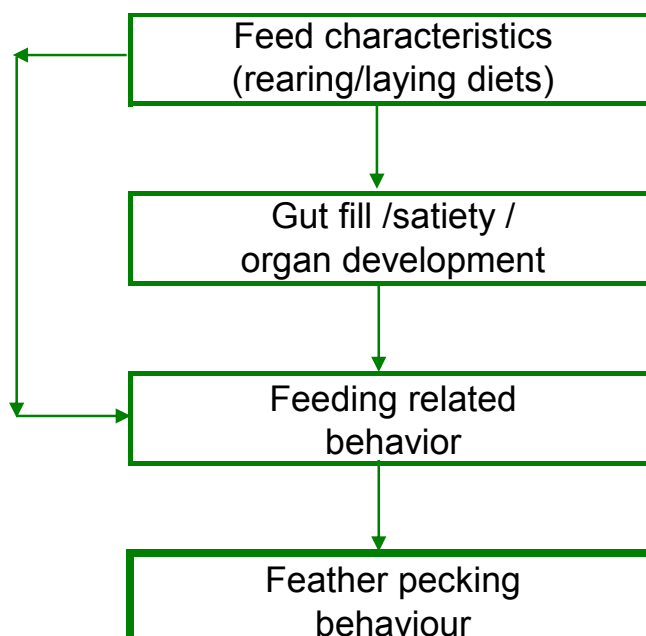 Feed characteristics
(rearing/laying diets)
Gut fill /satiety /
organ development
Feeding related
behavior
Feather pecking
behaviour